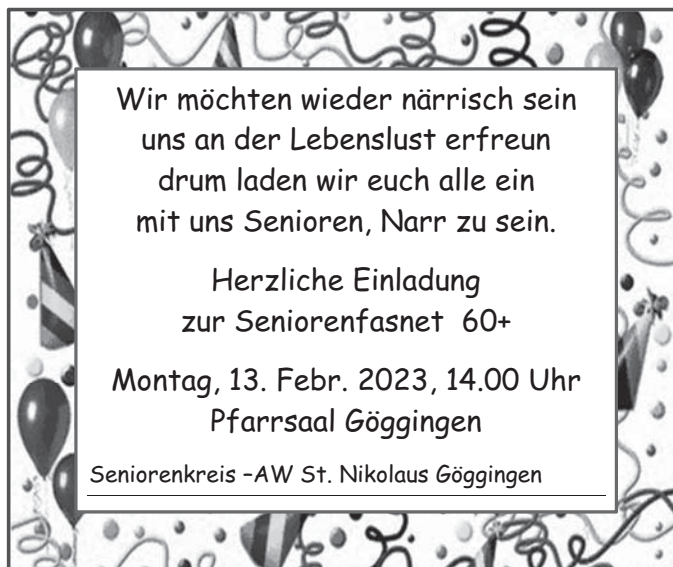 Wir möchten wieder närrisch sein
uns an der Lebenslust erfreun
drum laden wir euch alle ein
mit uns Senioren, Narr zu sein.
Herzliche Einladung
zur Seniorenfasnet 60+
Montag, 13. Febr. 2023, 14.00 Uhr
Pfarrsaal Göggingen
Seniorenkreis –AW St. Nikolaus Göggingen